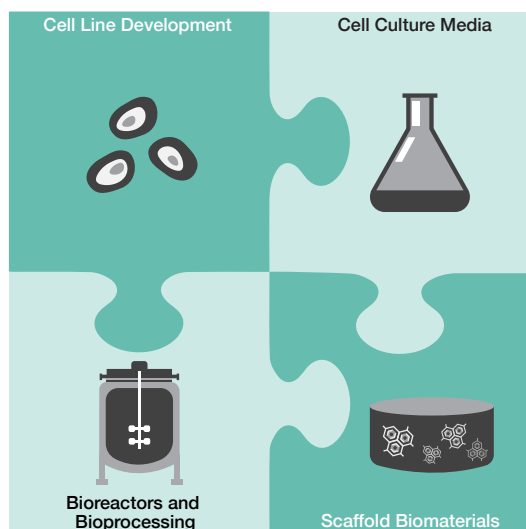 Cell Line Development
Cell Culture Media
Bioreactors and
Bioprocessing
Scaffold Biomaterials